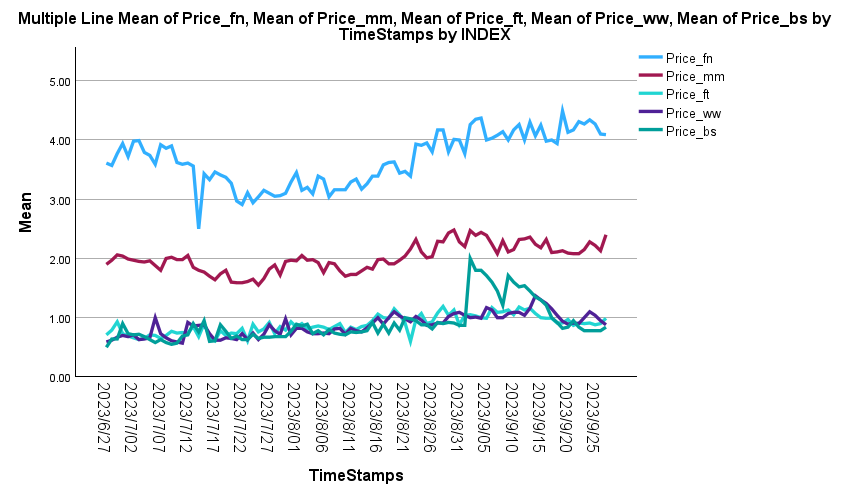 Multiple Line Mean of Price_fn, Mean of Price_mm, Mean of Price_ft, Mean of Price_ww, Mean of Price_bs by
TimeStamps by INDEX
Price_fn
Price_mm
Price_ft
Price_ww
Price_bs
5.00
4.00
3.00
2.00
1.00
0.00
Mean
2023/6/27
2023/7/02
2023/7/07
2023/7/12
2023/7/17
2023/7/22
2023/7/27
2023/8/01
2023/8/06
2023/8/11
2023/8/16
2023/8/21
2023/8/26
2023/8/31
2023/9/05
2023/9/10
2023/9/15
2023/9/20
2023/9/25
TimeStamps